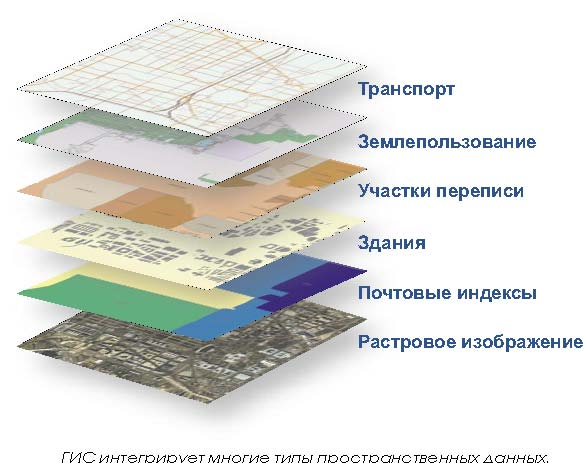 Транспорт
Землепользование
Участки переписи
Здания
Почтовые индексы
Растровое изображение
ГИС интегрирует многие типы пространственных данных.